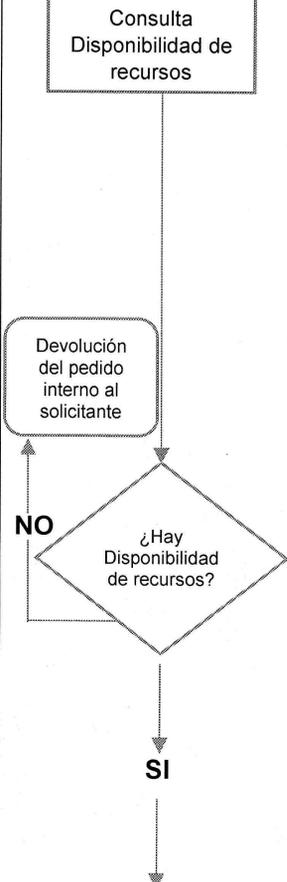 Consulta
Disponibilidad de
recursos
Devolución
del pedido
interno al
solicitante
NO
¿Hay
Disponibilidad
de recursos?
SI